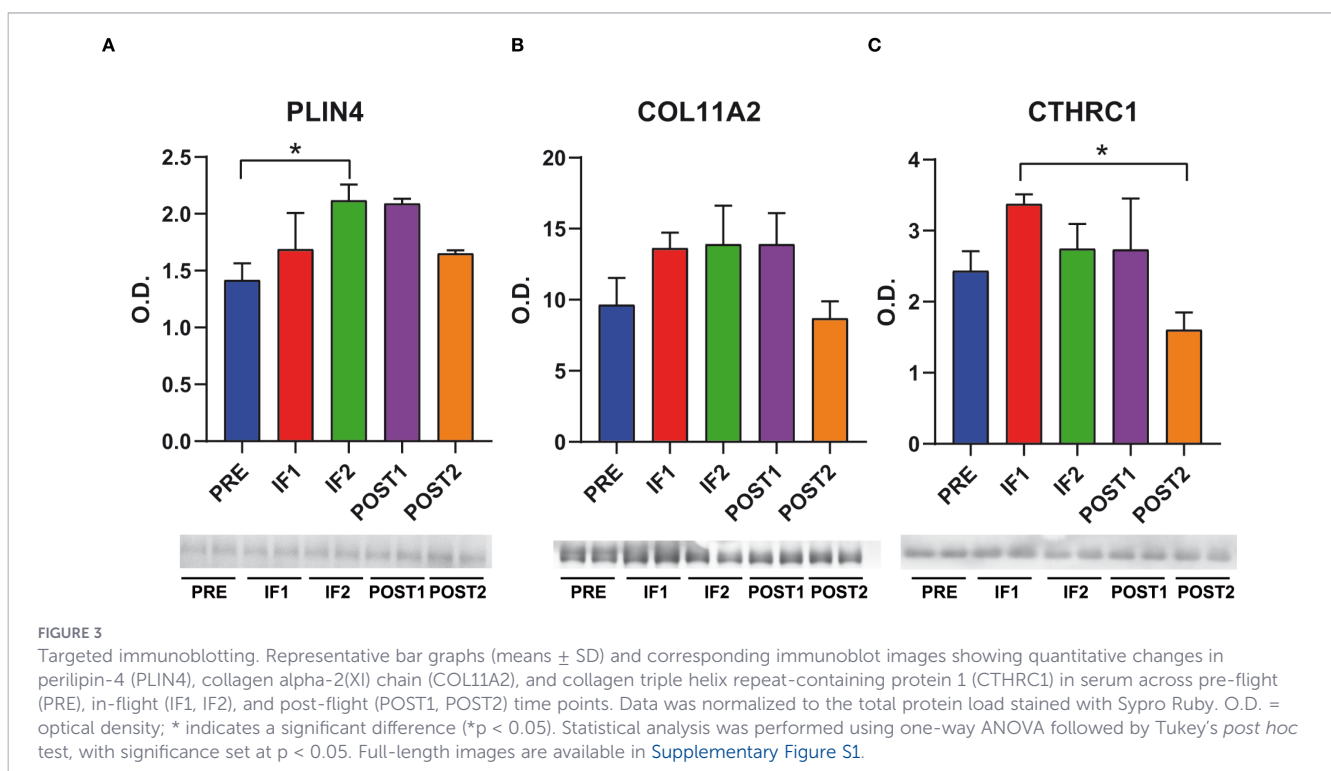 A
B
C
PLIN4
COL11A2
CTHRC1
*
*
2.5
2.0
1.5
1.0
0.5
0.0
O.D.
20
15
10
5
0
O.D.
4
3
2
1
0
O.D.
PRE
IF1
IF2
POST1
POST2
PRE
IF1
IF2
POST1
POST2
PRE
IF1
IF2
POST1
POST2
PRE IF1 IF2 POST1 POST2
PRE IF1 IF2 POST1 POST2
PRE IF1 IF2 POST1 POST2
FIGURE 3
Targeted immunoblotting. Representative bar graphs (means ± SD) and corresponding immunoblot images showing quantitative changes in
perilipin-4 (PLIN4), collagen alpha-2(XI) chain (COL11A2), and collagen triple helix repeat-containing protein 1 (CTHRC1) in serum across pre-flight
(PRE), in-flight (IF1, IF2), and post-flight (POST1, POST2) time points. Data was normalized to the total protein load stained with Sypro Ruby. O.D. =
optical density; * indicates a significant difference (*p < 0.05). Statistical analysis was performed using one-way ANOVA followed by Tukey's post hoc
test, with significance set at p < 0.05. Full-length images are available in Supplementary Figure S1.